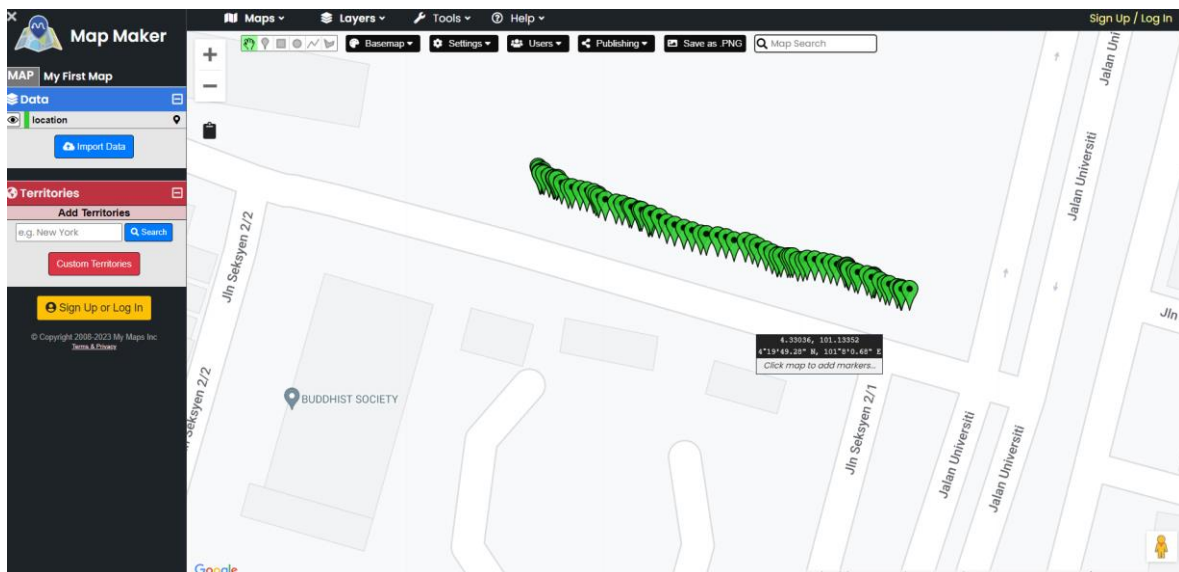 Maps
Layers
Tools
Help
Sign Up / Log In
Map Maker
Basemap
Settings
Users
Publishing
Save as .PNG
Map Search
MAP My First Map
Data
location
Import Data
Territories
Add Territories
e.g. New York
Search
Custom Territories
Sign Up or Log In
© Copyright 2008-2023 My Maps Inc
Terms & Privacy
Jalan Uni
Jalan Universiti
Jalan Universiti
Jln Seksyen 2/2
4.33036, 101.13352
4°19'49.28" N, 101°8'0.68" E
Click map to add markers...
Jln
BUDDHIST SOCIETY
Seksyen 2/2
Jln Seksyen 2/1
Jalan Universiti
Jalan Universiti
Google